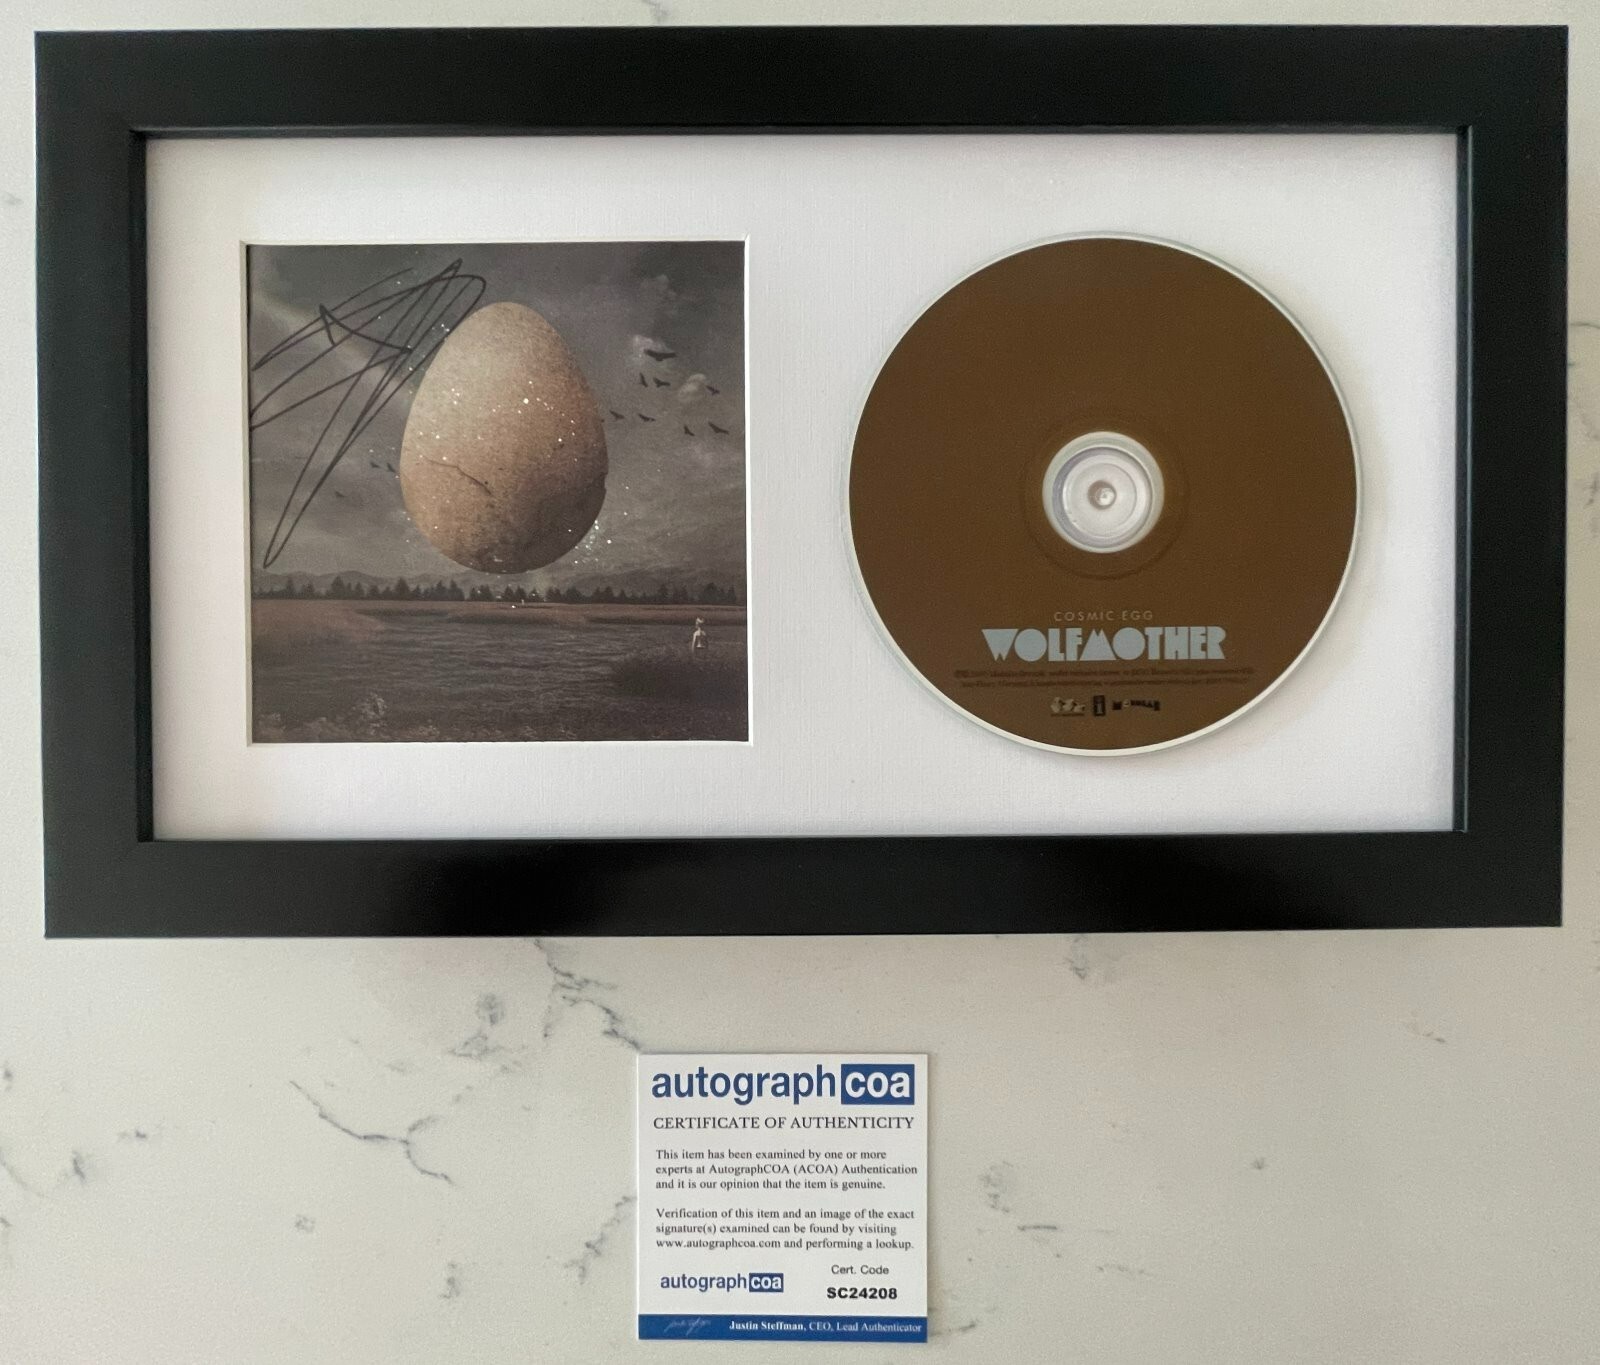 COSMIC EGG
WOLFMOTHER
autographcoa
CERTIFICATE OF AUTHENTICITY
This item has been examined by one or more
experts at AutographCOA (ACOA) Authentication
and it is our opinion that the item is genuine.
Verification of this item and an image of the exact
signature(s) examined can be found by visiting
www.autographcoa.com and performing a lookup.
autographcoa
Cert. Code
SC24208
Justin Steffman, CEO, Lead Authenticator